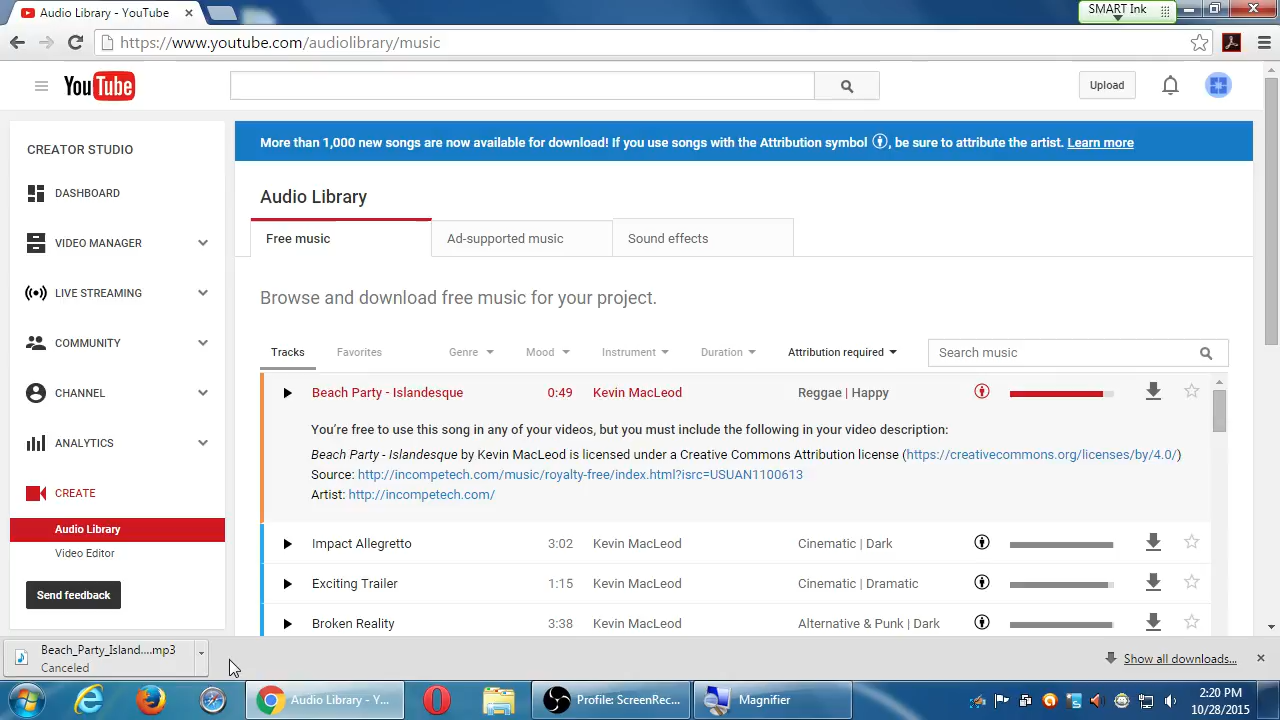 Audio Library - YouTube
SMART Ink
https://www.youtube.com/audiolibrary/music
YouTube
Upload
CREATOR STUDIO
DASHBOARD
VIDEO MANAGER
LIVE STREAMING
COMMUNITY
CHANNEL
ANALYTICS
CREATE
Audio Library
Video Editor
Send feedback
More than 1,000 new songs are now available for download! If you use songs with the Attribution symbol , be sure to attribute the artist. Learn more
Audio Library
Free music Ad-supported music Sound effects
Browse and download free music for your project.
Tracks Favorites Genre Mood Instrument Duration Attribution required Search music
Beach Party - Islandesque 0:49 Kevin MacLeod Reggae | Happy
You're free to use this song in any of your videos, but you must include the following in your video description:
Beach Party - Islandesque by Kevin MacLeod is licensed under a Creative Commons Attribution license (https://creativecommons.org/licenses/by/4.0/)
Source: http://incompetech.com/music/royalty-free/index.html?isrc=USUAN1100613
Artist: http://incompetech.com/
Impact Allegretto 3:02 Kevin MacLeod Cinematic | Dark
Exciting Trailer 1:15 Kevin MacLeod Cinematic | Dramatic
Broken Reality 3:38 Kevin MacLeod Alternative & Punk | Dark
Beach_Party_Island....mp3
Canceled
Show all downloads...
Audio Library - Y...
Profile: ScreenRec...
Magnifier
2:20 PM
10/28/2015